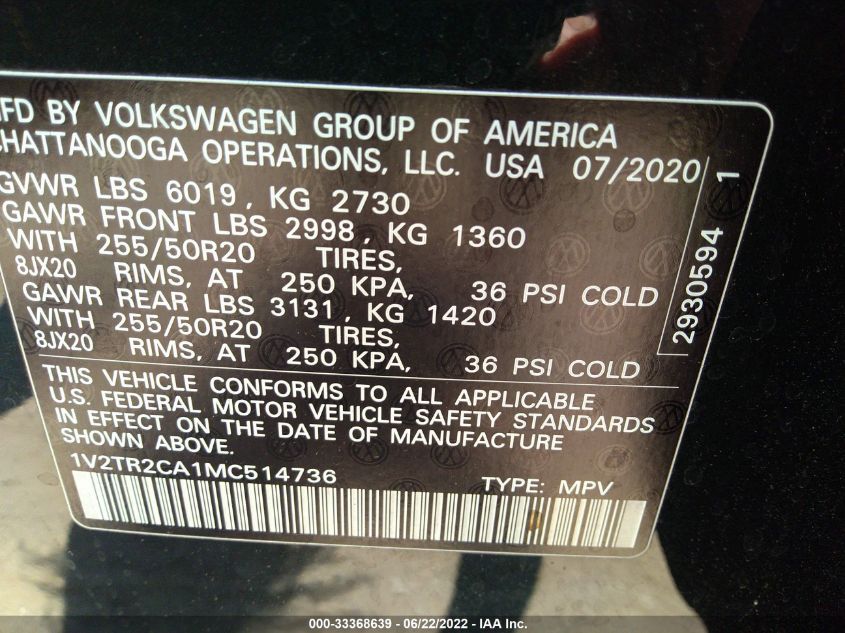 MFD BY VOLKSWAGEN GROUP OF AMERICA
CHATTANOOGA OPERATIONS, LLC. USA 07/2020
GVWR LBS 6019, KG 2730
GAWR FRONT LBS 2998, KG 1360
WITH 255/50R20 TIRES,
8JX20 RIMS, AT 250 KPA, 36 PSI COLD
GAWR REAR LBS 3131, KG 1420
WITH 255/50R20 TIRES,
8JX20 RIMS, AT 250 KPA, 36 PSI COLD
THIS VEHICLE CONFORMS TO ALL APPLICABLE
U.S. FEDERAL MOTOR VEHICLE SAFETY STANDARDS
IN EFFECT ON THE DATE OF MANUFACTURE
SHOWN ABOVE.
1V2TR2CA1MC514736 TYPE: MPV
2930594 1
000-33368639 - 06/22/2022 - IAA Inc.